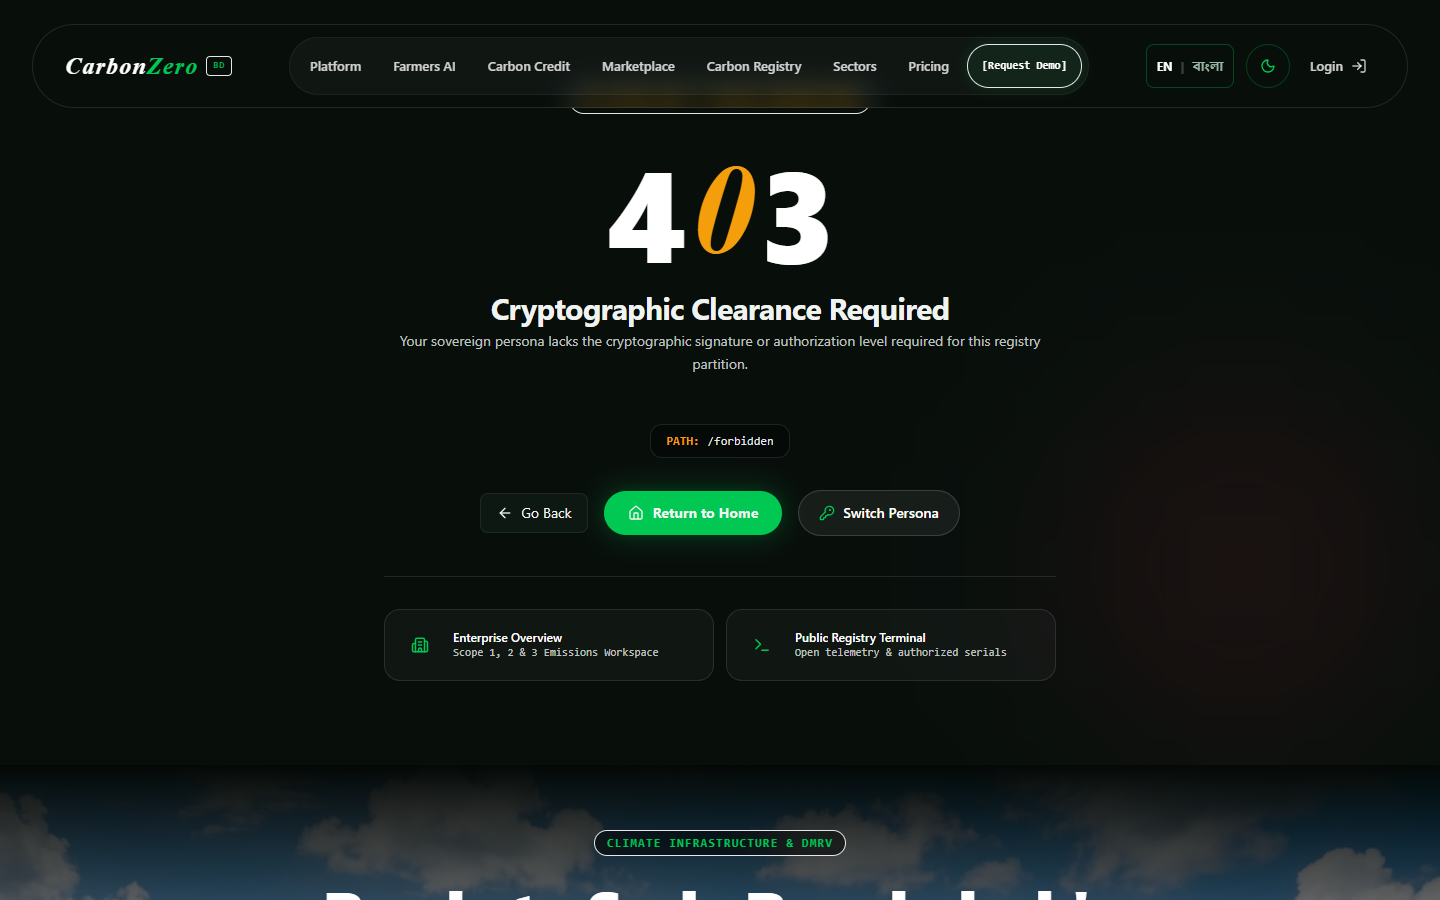 CarbonZero BD
Platform
Farmers AI
Carbon Credit
Marketplace
Carbon Registry
Sectors
Pricing
[Request Demo]
EN | বাংলা
Login
403
Cryptographic Clearance Required
Your sovereign persona lacks the cryptographic signature or authorization level required for this registry
partition.
PATH: /forbidden
Go Back
Return to Home
Switch Persona
Enterprise Overview
Scope 1, 2 & 3 Emissions Workspace
Public Registry Terminal
Open telemetry & authorized serials
CLIMATE INFRASTRUCTURE & DMRV